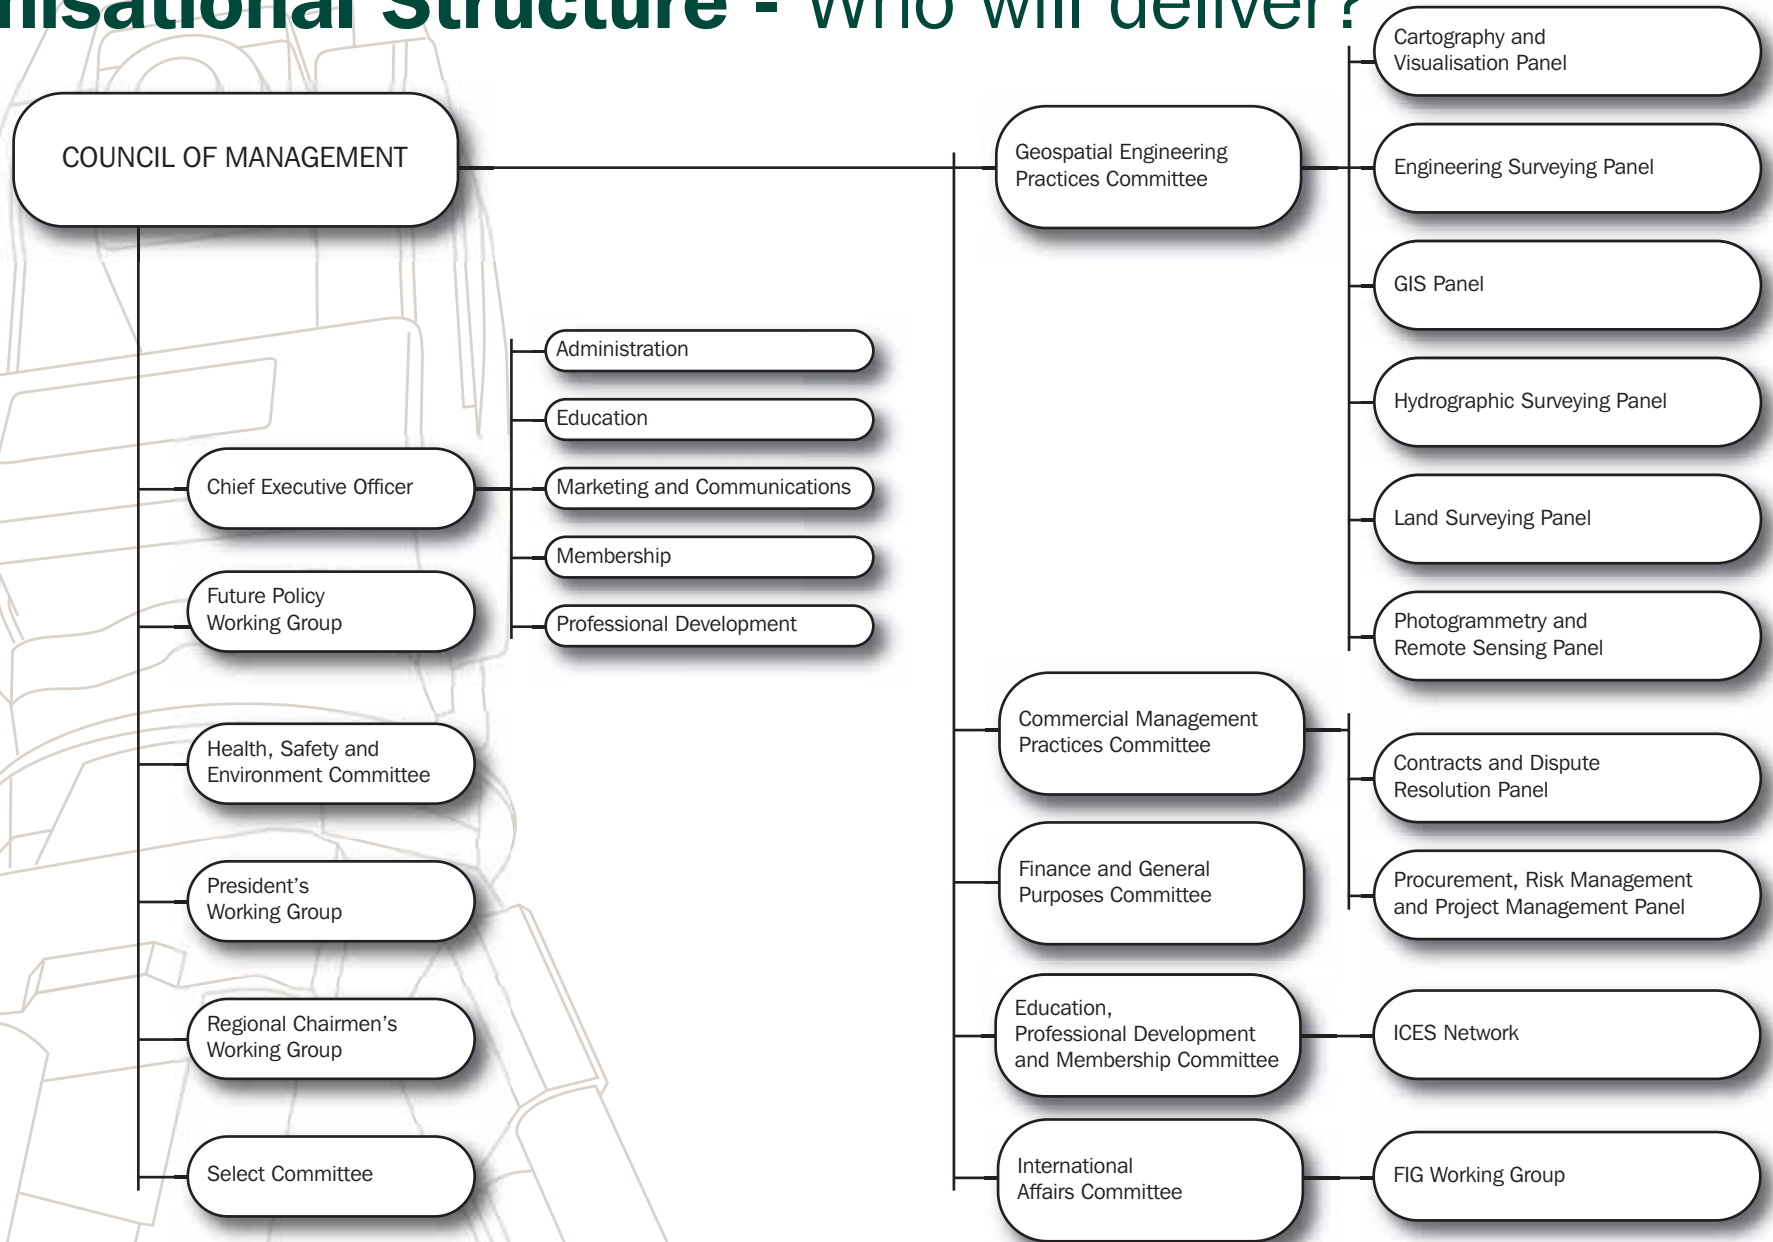 nisational Structure - Who will deliver?
COUNCIL OF MANAGEMENT
Chief Executive Officer
Administration
Education
Marketing and Communications
Membership
Professional Development
Future Policy
Working Group
Health, Safety and
Environment Committee
President's
Working Group
Regional Chairmen's
Working Group
Select Committee
Geospatial Engineering
Practices Committee
Cartography and
Visualisation Panel
Engineering Surveying Panel
GIS Panel
Hydrographic Surveying Panel
Land Surveying Panel
Photogrammetry and
Remote Sensing Panel
Commercial Management
Practices Committee
Contracts and Dispute
Resolution Panel
Procurement, Risk Management
and Project Management Panel
Finance and General
Purposes Committee
Education,
Professional Development
and Membership Committee
ICES Network
International
Affairs Committee
FIG Working Group